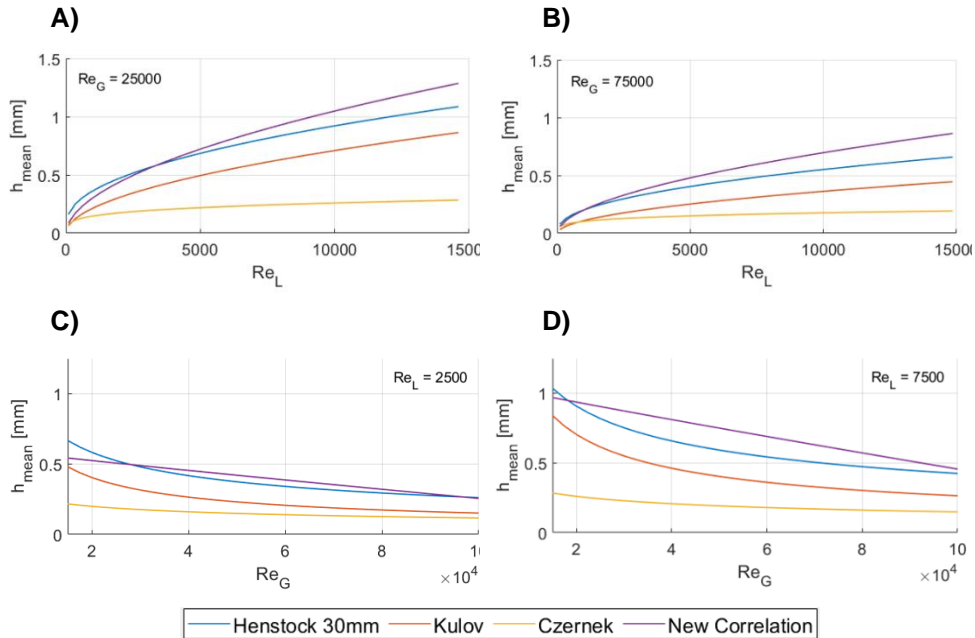 A)
B)
1.5
1
0.5
0
h_mean [mm]
Re_G = 25000
0 5000 10000 15000
Re_L
1.5
1
0.5
0
h_mean [mm]
Re_G = 75000
0 5000 10000 15000
Re_L
C)
D)
1
0.5
0
h_mean [mm]
Re_L = 2500
2 4 6 8 10
Re_G
×10^4
1
0.5
0
h_mean [mm]
Re_L = 7500
2 4 6 8 10
Re_G
×10^4
Henstock 30mm Kulov Czernek New Correlation